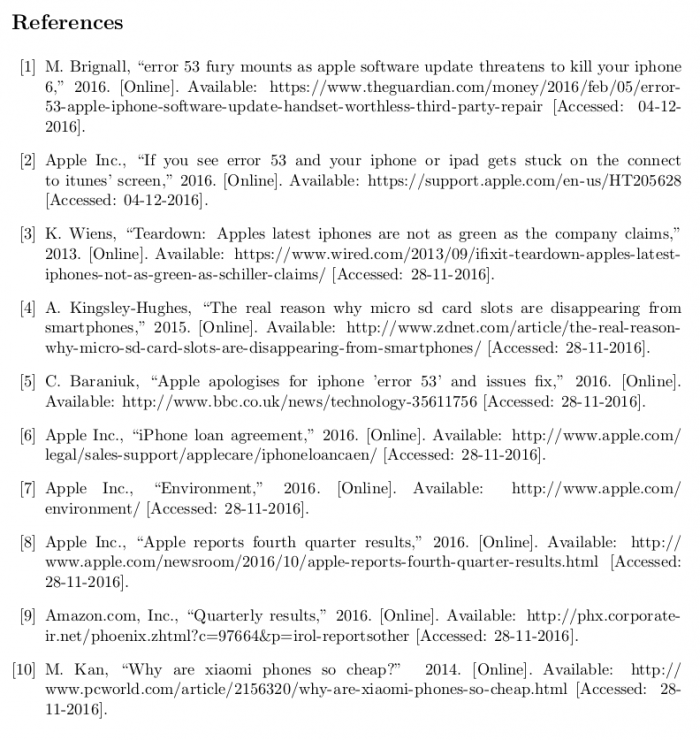 References
[1] M. Brignall, “error 53 fury mounts as apple software update threatens to kill your iphone
6,” 2016. [Online]. Available: https://www.theguardian.com/money/2016/feb/05/error-
53-apple-iphone-software-update-handset-worthless-third-party-repair [Accessed: 04-12-
2016].
[2] Apple Inc., “If you see error 53 and your iphone or ipad gets stuck on the connect
to itunes’ screen,” 2016. [Online]. Available: https://support.apple.com/en-us/HT205628
[Accessed: 04-12-2016].
[3] K. Wiens, “Teardown: Apples latest iphones are not as green as the company claims,”
2013. [Online]. Available: https://www.wired.com/2013/09/ifixit-teardown-apples-latest-
iphones-not-as-green-as-schiller-claims/ [Accessed: 28-11-2016].
[4] A. Kingsley-Hughes, “The real reason why micro sd card slots are disappearing from
smartphones,” 2015. [Online]. Available: http://www.zdnet.com/article/the-real-reason-
why-micro-sd-card-slots-are-disappearing-from-smartphones/ [Accessed: 28-11-2016].
[5] C. Baraniuk, “Apple apologises for iphone ’error 53’ and issues fix,” 2016. [Online].
Available: http://www.bbc.co.uk/news/technology-35611756 [Accessed: 28-11-2016].
[6] Apple Inc., “iPhone loan agreement,” 2016. [Online]. Available: http://www.apple.com/
legal/sales-support/applecare/iphoneloancaen/ [Accessed: 28-11-2016].
[7] Apple Inc., “Environment,” 2016. [Online]. Available: http://www.apple.com/
environment/ [Accessed: 28-11-2016].
[8] Apple Inc., “Apple reports fourth quarter results,” 2016. [Online]. Available: http://
www.apple.com/newsroom/2016/10/apple-reports-fourth-quarter-results.html [Accessed:
28-11-2016].
[9] Amazon.com, Inc., “Quarterly results,” 2016. [Online]. Available: http://phx.corporate-
ir.net/phoenix.zhtml?c=97664&p=irol-reportsother [Accessed: 28-11-2016].
[10] M. Kan, “Why are xiaomi phones so cheap?” 2014. [Online]. Available: http://
www.pcworld.com/article/2156320/why-are-xiaomi-phones-so-cheap.html [Accessed: 28-
11-2016].